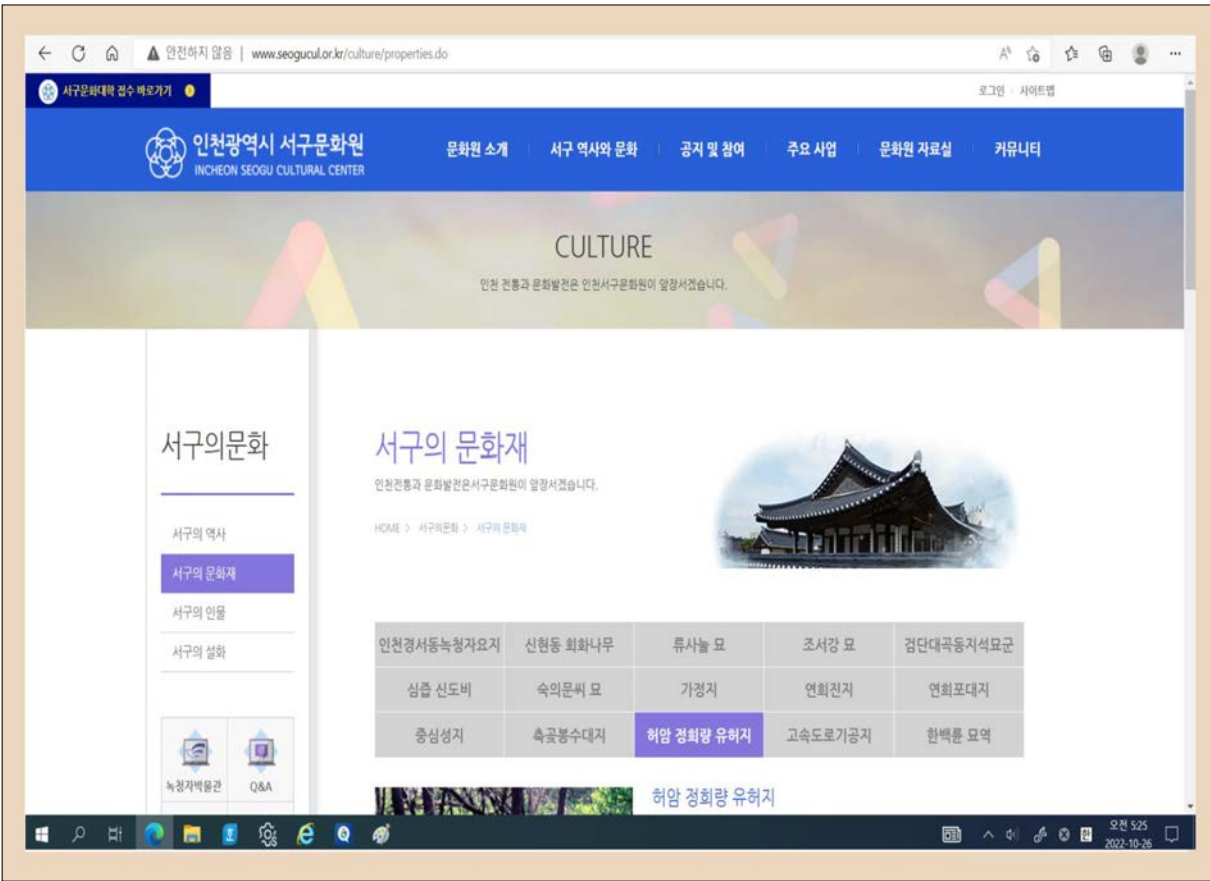 안전하지 않음 | www.seogucul.or.kr/culture/properties.do
서구문화대학 접수 바로가기
로그인 | 사이트맵
인천광역시 서구문화원
INCHEON SEOGU CULTURAL CENTER
문화원 소개 | 서구 역사와 문화 | 공지 및 참여 | 주요 사업 | 문화원 자료실 | 커뮤니티
CULTURE
인천 전통과 문화발전은 인천서구문화원이 앞장서겠습니다.
서구의문화
서구의 역사
서구의 문화재
서구의 인물
서구의 설화
녹청자박물관 Q&A
서구의 문화재
인천전통과 문화발전은서구문화원이 앞장서겠습니다.
HOME > 서구의문화 > 서구의 문화재
인천경서동녹청자요지 신현동 회화나무 류사눌 묘 조서강 묘 검단대곡동지석묘군
심즙 신도비 숙의문씨 묘 가정지 연희진지 연희포대지
중심성지 축곶봉수대지 허암 정희량 유허지 고속도로기공지 한백륜 묘역
허암 정희량 유허지
오전 5:25
2022-10-26